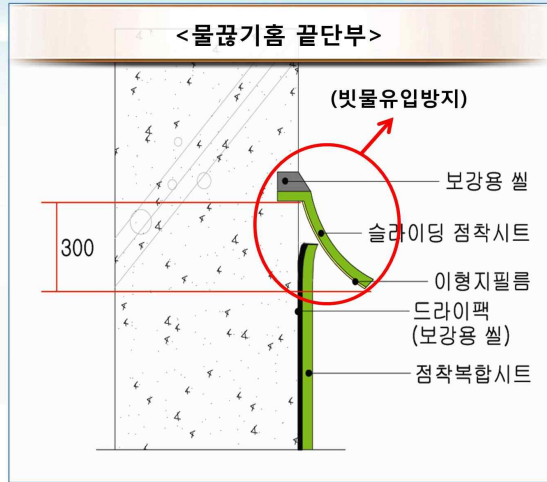 <물끊기홈 끝단부>
(빗물유입방지)
보강용 씰
슬라이딩 점착시트
300
이형지필름
드라이팩
(보강용 씰)
점착복합시트